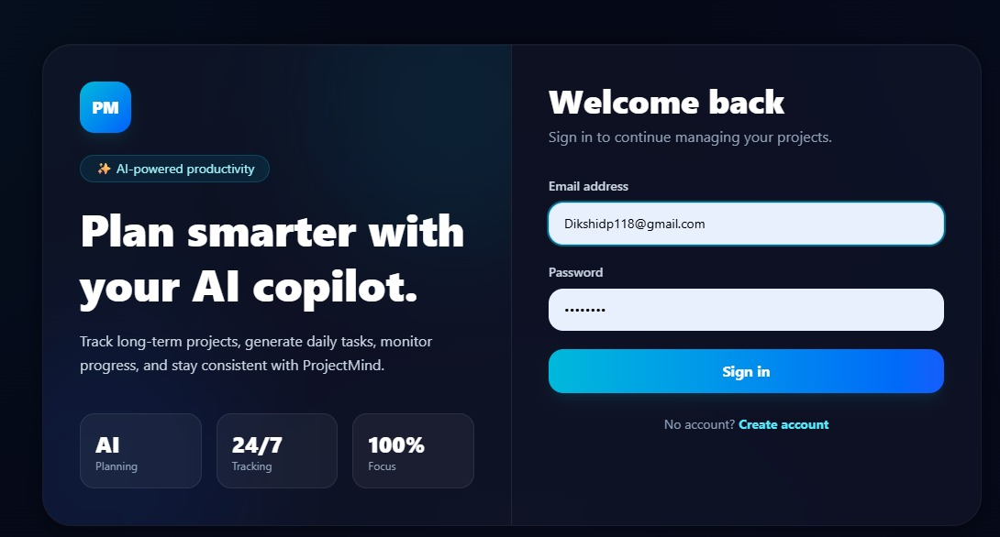 PM
✨ AI-powered productivity
Plan smarter with
your AI copilot.
Track long-term projects, generate daily tasks, monitor
progress, and stay consistent with ProjectMind.
AI
Planning
24/7
Tracking
100%
Focus
Welcome back
Sign in to continue managing your projects.
Email address
Dikshidp118@gmail.com
Password
••••••••
Sign in
No account? Create account